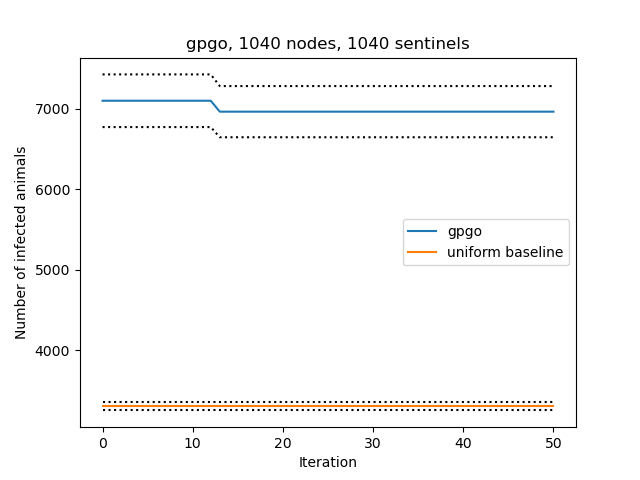 gpgo, 1040 nodes, 1040 sentinels
Number of infected animals
7000
6000
5000
4000
gpgo
uniform baseline
0 10 20 30 40 50
Iteration